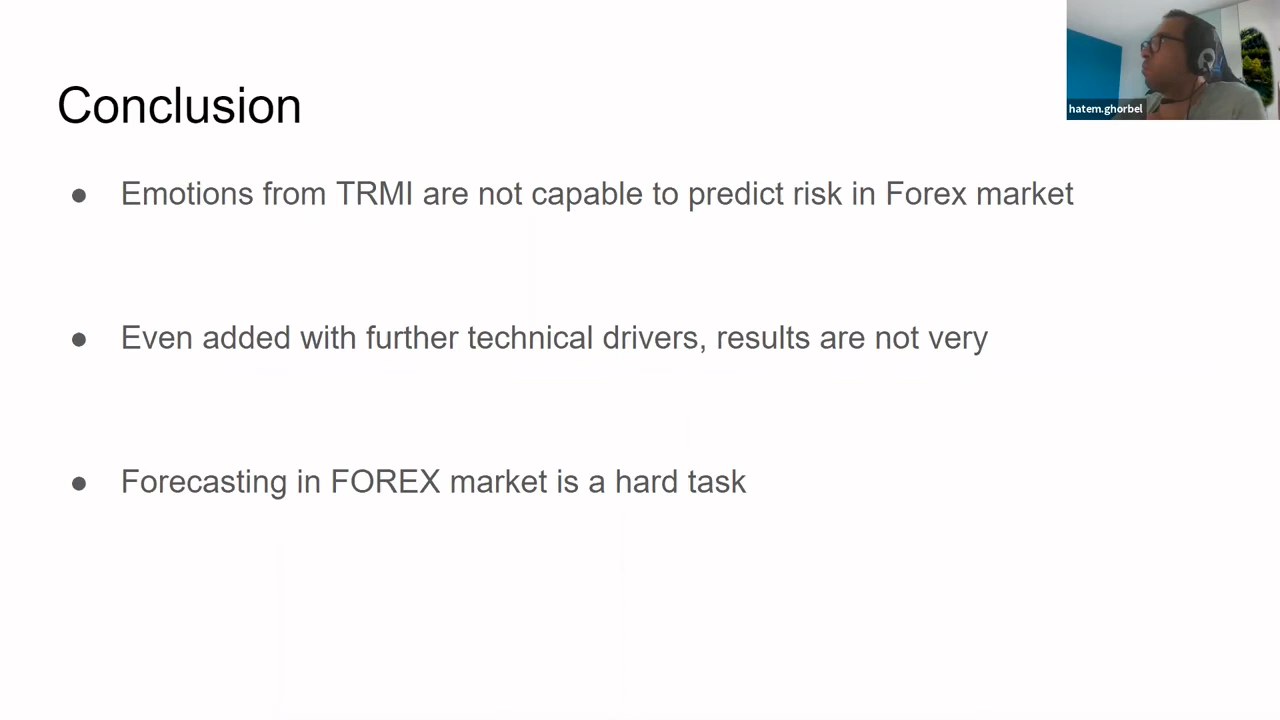 hatem.ghorbel
Conclusion
● Emotions from TRMI are not capable to predict risk in Forex market
● Even added with further technical drivers, results are not very
● Forecasting in FOREX market is a hard task